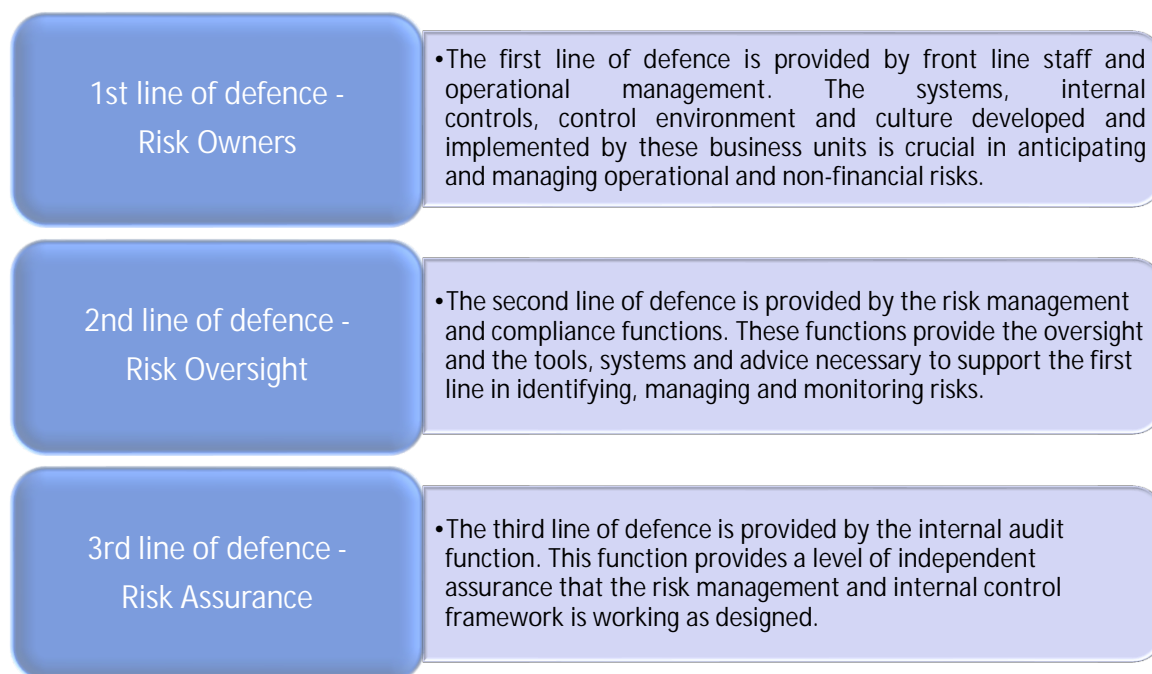 1st line of defence -
Risk Owners
•The first line of defence is provided by front line staff and
operational management. The systems, internal
controls, control environment and culture developed and
implemented by these business units is crucial in anticipating
and managing operational and non-financial risks.
2nd line of defence -
Risk Oversight
•The second line of defence is provided by the risk management
and compliance functions. These functions provide the oversight
and the tools, systems and advice necessary to support the first
line in identifying, managing and monitoring risks.
3rd line of defence -
Risk Assurance
•The third line of defence is provided by the internal audit
function. This function provides a level of independent
assurance that the risk management and internal control
framework is working as designed.